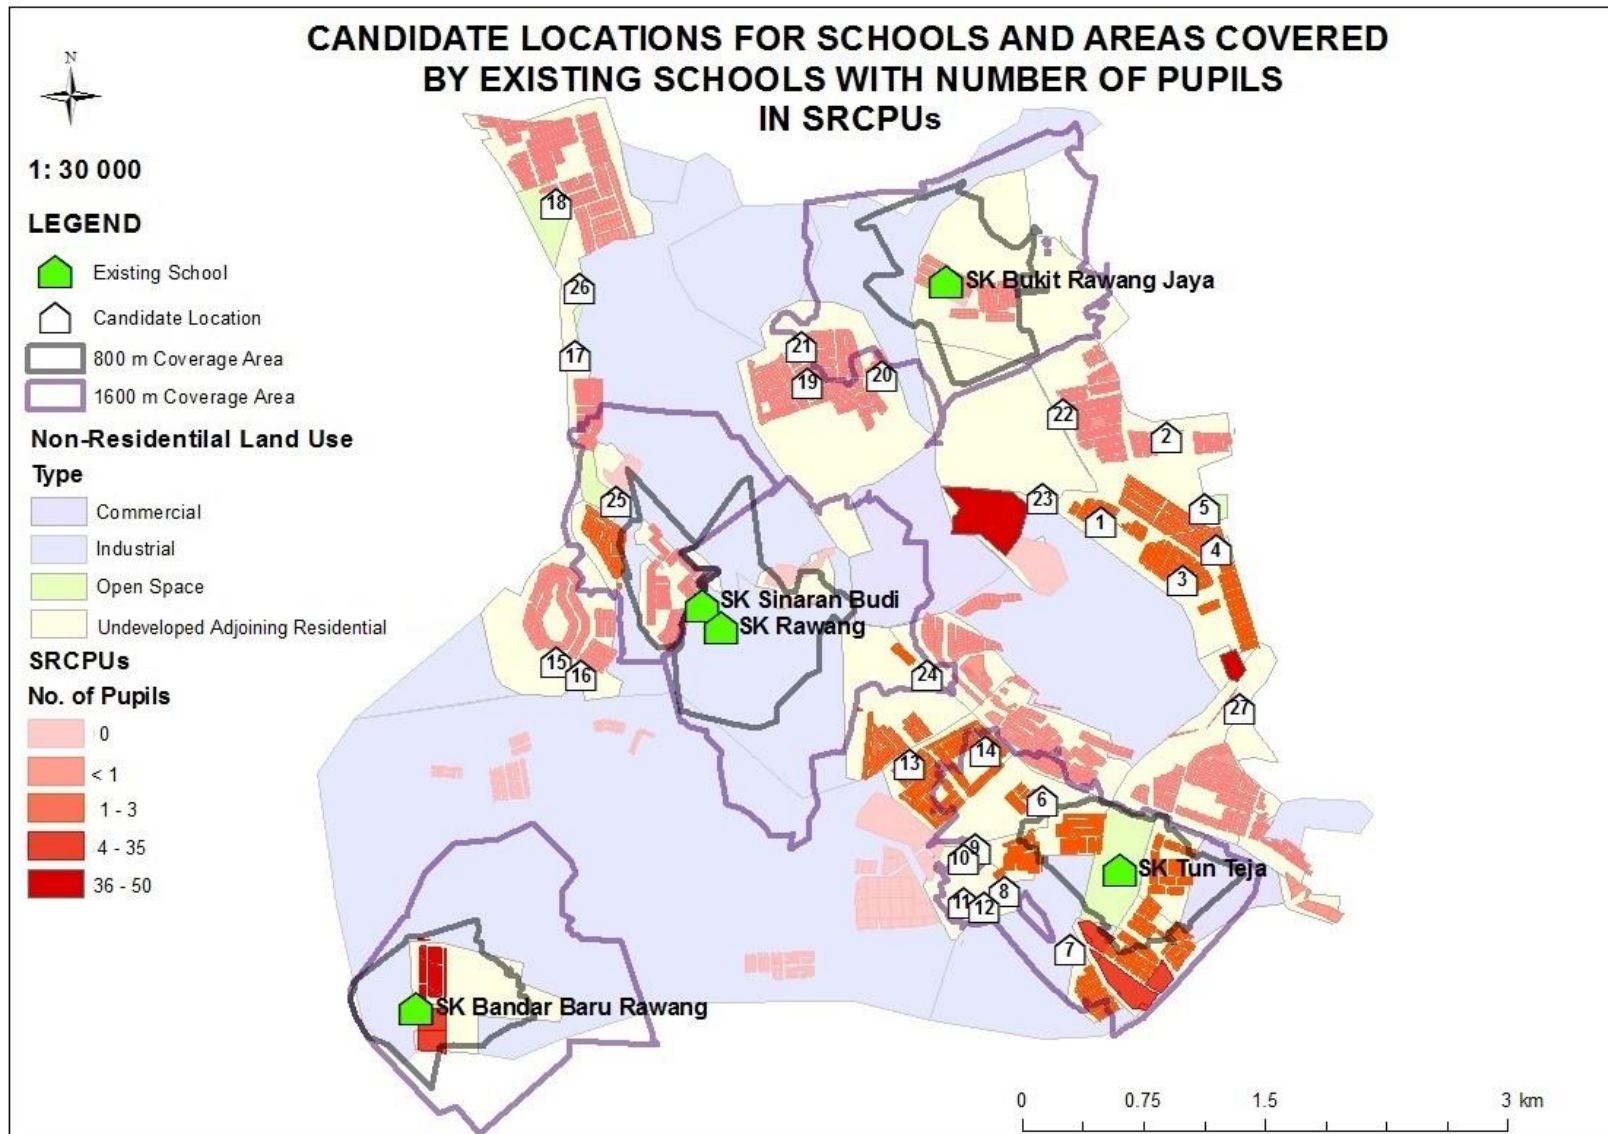 CANDIDATE LOCATIONS FOR SCHOOLS AND AREAS COVERED
BY EXISTING SCHOOLS WITH NUMBER OF PUPILS
IN SRCPUs
N
1: 30 000
LEGEND
Existing School
Candidate Location
800 m Coverage Area
1600 m Coverage Area
Non-Residentilal Land Use
Type
Commercial
Industrial
Open Space
Undeveloped Adjoining Residential
SRCPUs
No. of Pupils
0
< 1
1 - 3
4 - 35
36 - 50
18
26
17
SK Bukit Rawang Jaya
21
19
20
22
2
25
23
1
5
4
3
SK Sinaran Budi
SK Rawang
15
16
24
27
13
14
6
9
10
8
11
12
7
SK Tun Teja
SK Bandar Baru Rawang
0 0.75 1.5 3 km